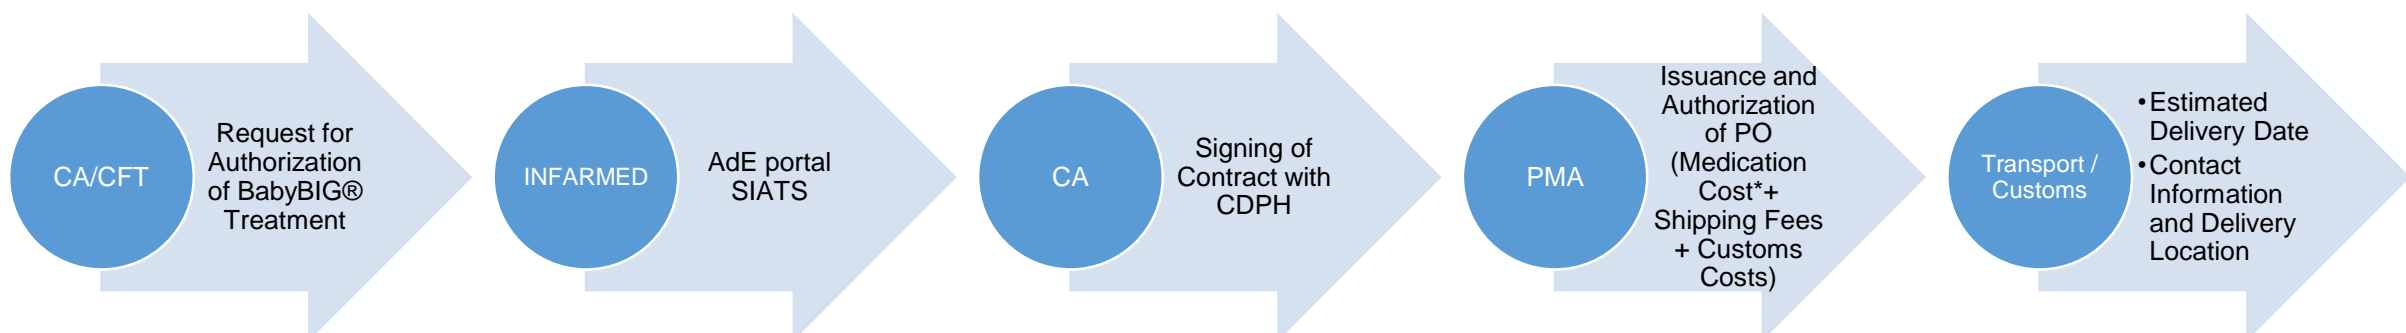 CA/CFT
Request for
Authorization
of BabyBIG®
Treatment
INFARMED
AdE portal
SIATS
CA
Signing of
Contract with
CDPH
PMA
Issuance and
Authorization
of PO
(Medication
Cost*+
Shipping Fees
+ Customs
Costs)
Transport /
Customs
•Estimated
Delivery Date
•Contact
Information
and Delivery
Location